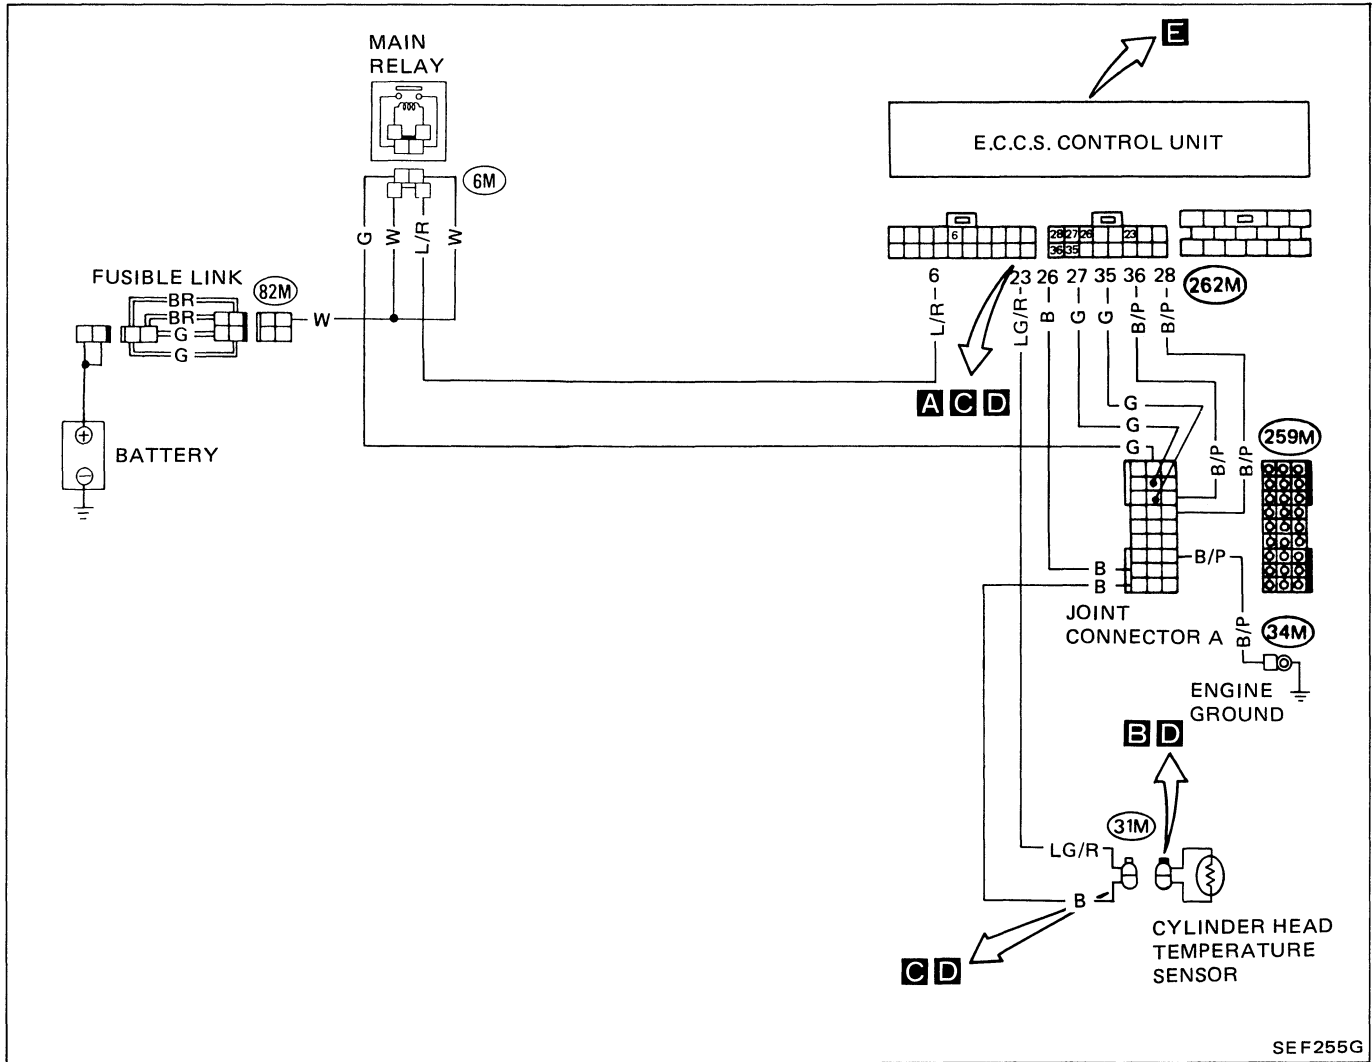 E
MAIN
RELAY
E.C.C.S. CONTROL UNIT
6M
G
W
L/R
W
6
28 27 26 23
36 35
FUSIBLE LINK
82M
BR
BR
G
G
W
6 23 26 27 35 36 28
262M
L/R
LG/R
B
G
G
B/P
B/P
A C D
G
G
G
B/P
B/P
259M
BATTERY
B
B
B/P
JOINT
CONNECTOR A
B/P
34M
ENGINE
GROUND
B D
31M
LG/R
B
CYLINDER HEAD
TEMPERATURE
SENSOR
C D
SEF255G